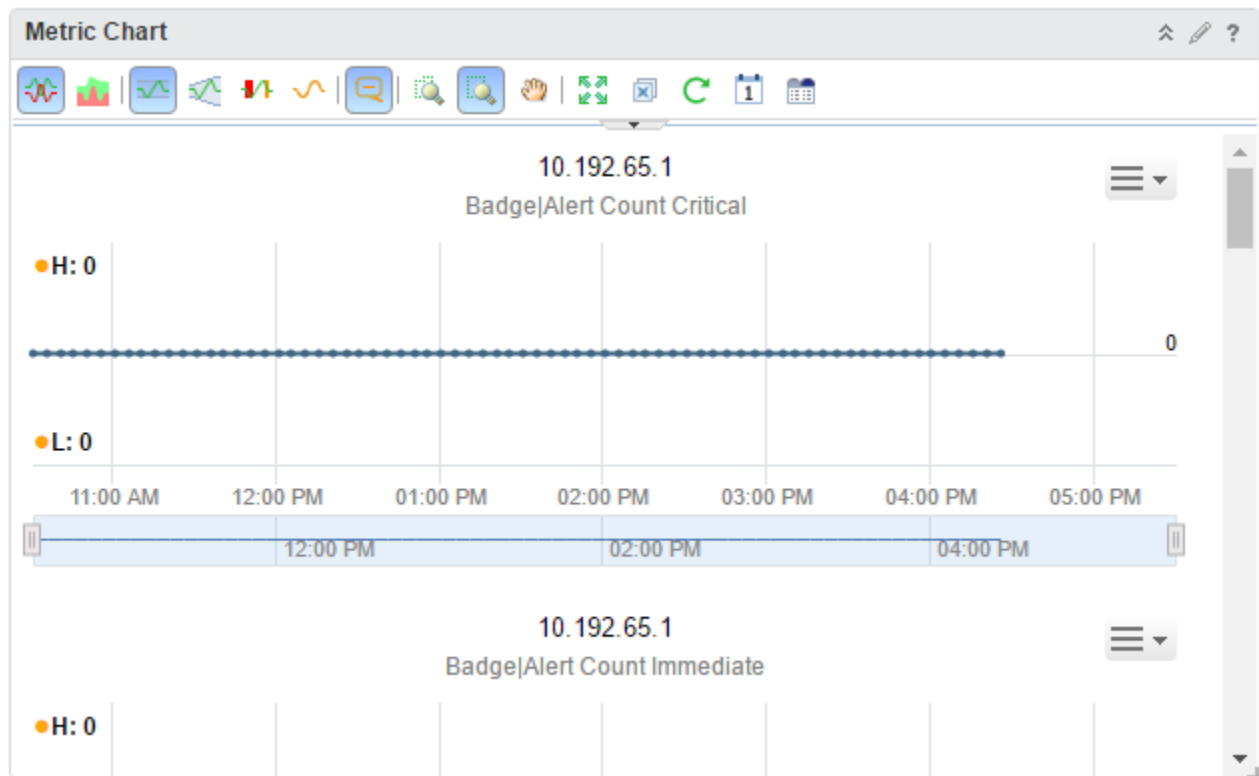 Metric Chart ?
1
10.192.65.1
Badge|Alert Count Critical
H: 0
0
L: 0
11:00 AM 12:00 PM 01:00 PM 02:00 PM 03:00 PM 04:00 PM 05:00 PM
12:00 PM 02:00 PM 04:00 PM
10.192.65.1
Badge|Alert Count Immediate
H: 0